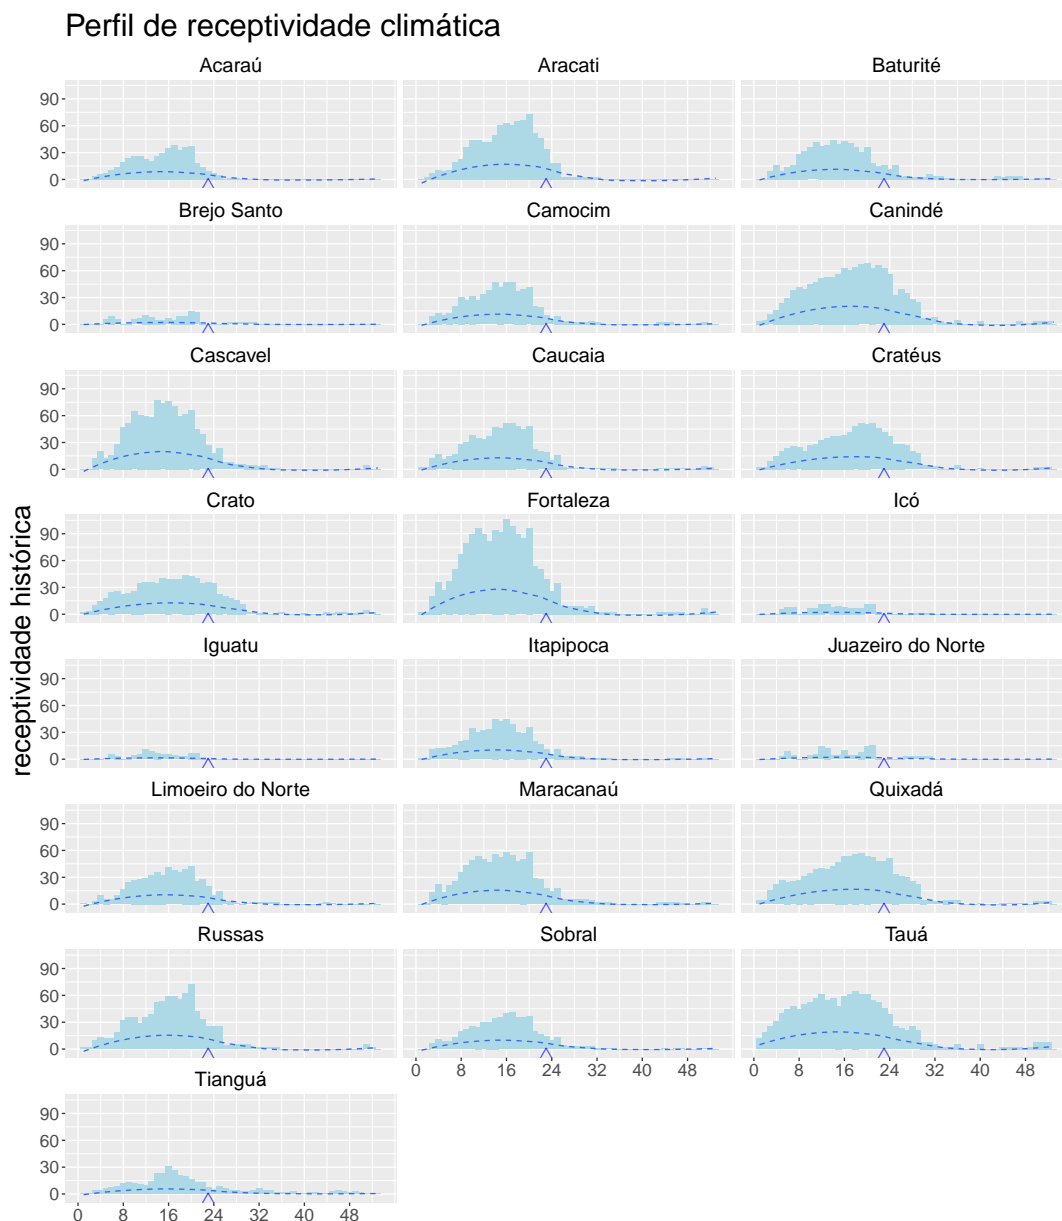 Perfil de receptividade climática
Acaraú Aracati Baturité
90
60
30
0
Brejo Santo Camocim Canindé
90
60
30
0
Cascavel Caucaia Cratéus
90
60
30
0
Crato Fortaleza Icó
90
60
30
0
receptividade histórica
Iguatu Itapipoca Juazeiro do Norte
90
60
30
0
Limoeiro do Norte Maracanaú Quixadá
90
60
30
0
Russas Sobral Tauá
90
60
30
0
0 8 16 24 32 40 48 0 8 16 24 32 40 48
Tianguá
90
60
30
0
0 8 16 24 32 40 48